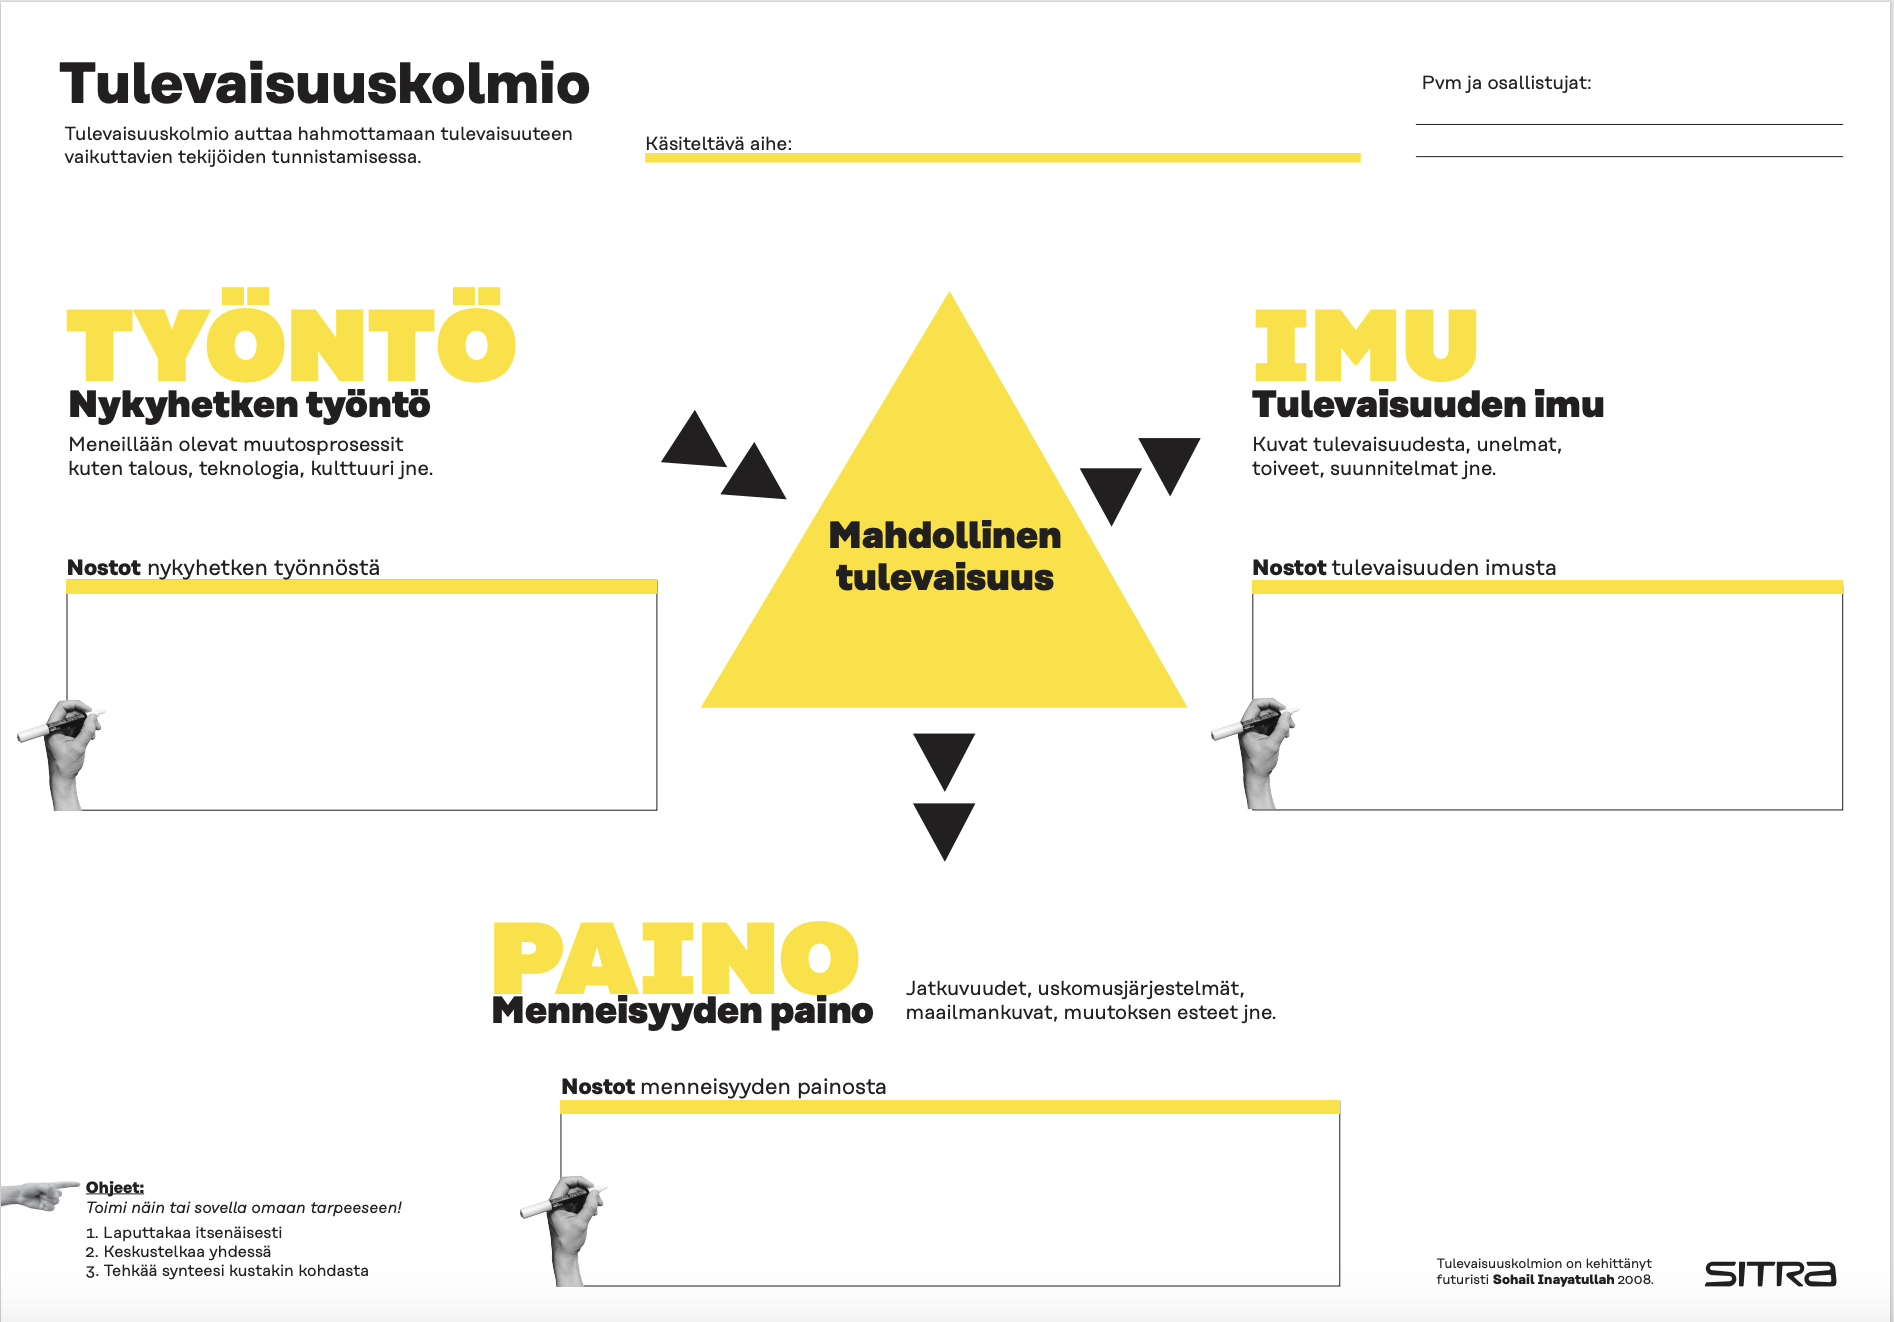 Tulevaisuuskolmio
Tulevaisuuskolmio auttaa hahmottamaan tulevaisuuteen
vaikuttavien tekijöiden tunnistamisessa.
Käsiteltävä aihe:
Pvm ja osallistujat:
TYÖNTÖ
Nykyhetken työntö
Meneillään olevat muutosprosessit
kuten talous, teknologia, kulttuuri jne.
Nostot nykyhetken työnnöstä
Mahdollinen
tulevaisuus
IMU
Tulevaisuuden imu
Kuvat tulevaisuudesta, unelmat,
toiveet, suunnitelmat jne.
Nostot tulevaisuuden imusta
PAINO
Menneisyyden paino
Jatkuvuudet, uskomusjärjestelmät,
maailmankuvat, muutoksen esteet jne.
Nostot menneisyyden painosta
Ohjeet:
Toimi näin tai sovella omaan tarpeeseen!
1. Laputtakaa itsenäisesti
2. Keskustelkaa yhdessä
3. Tehkää synteesi kustakin kohdasta
Tulevaisuuskolmion on kehittänyt
futuristi Sohail Inayatullah 2008.
SITRA